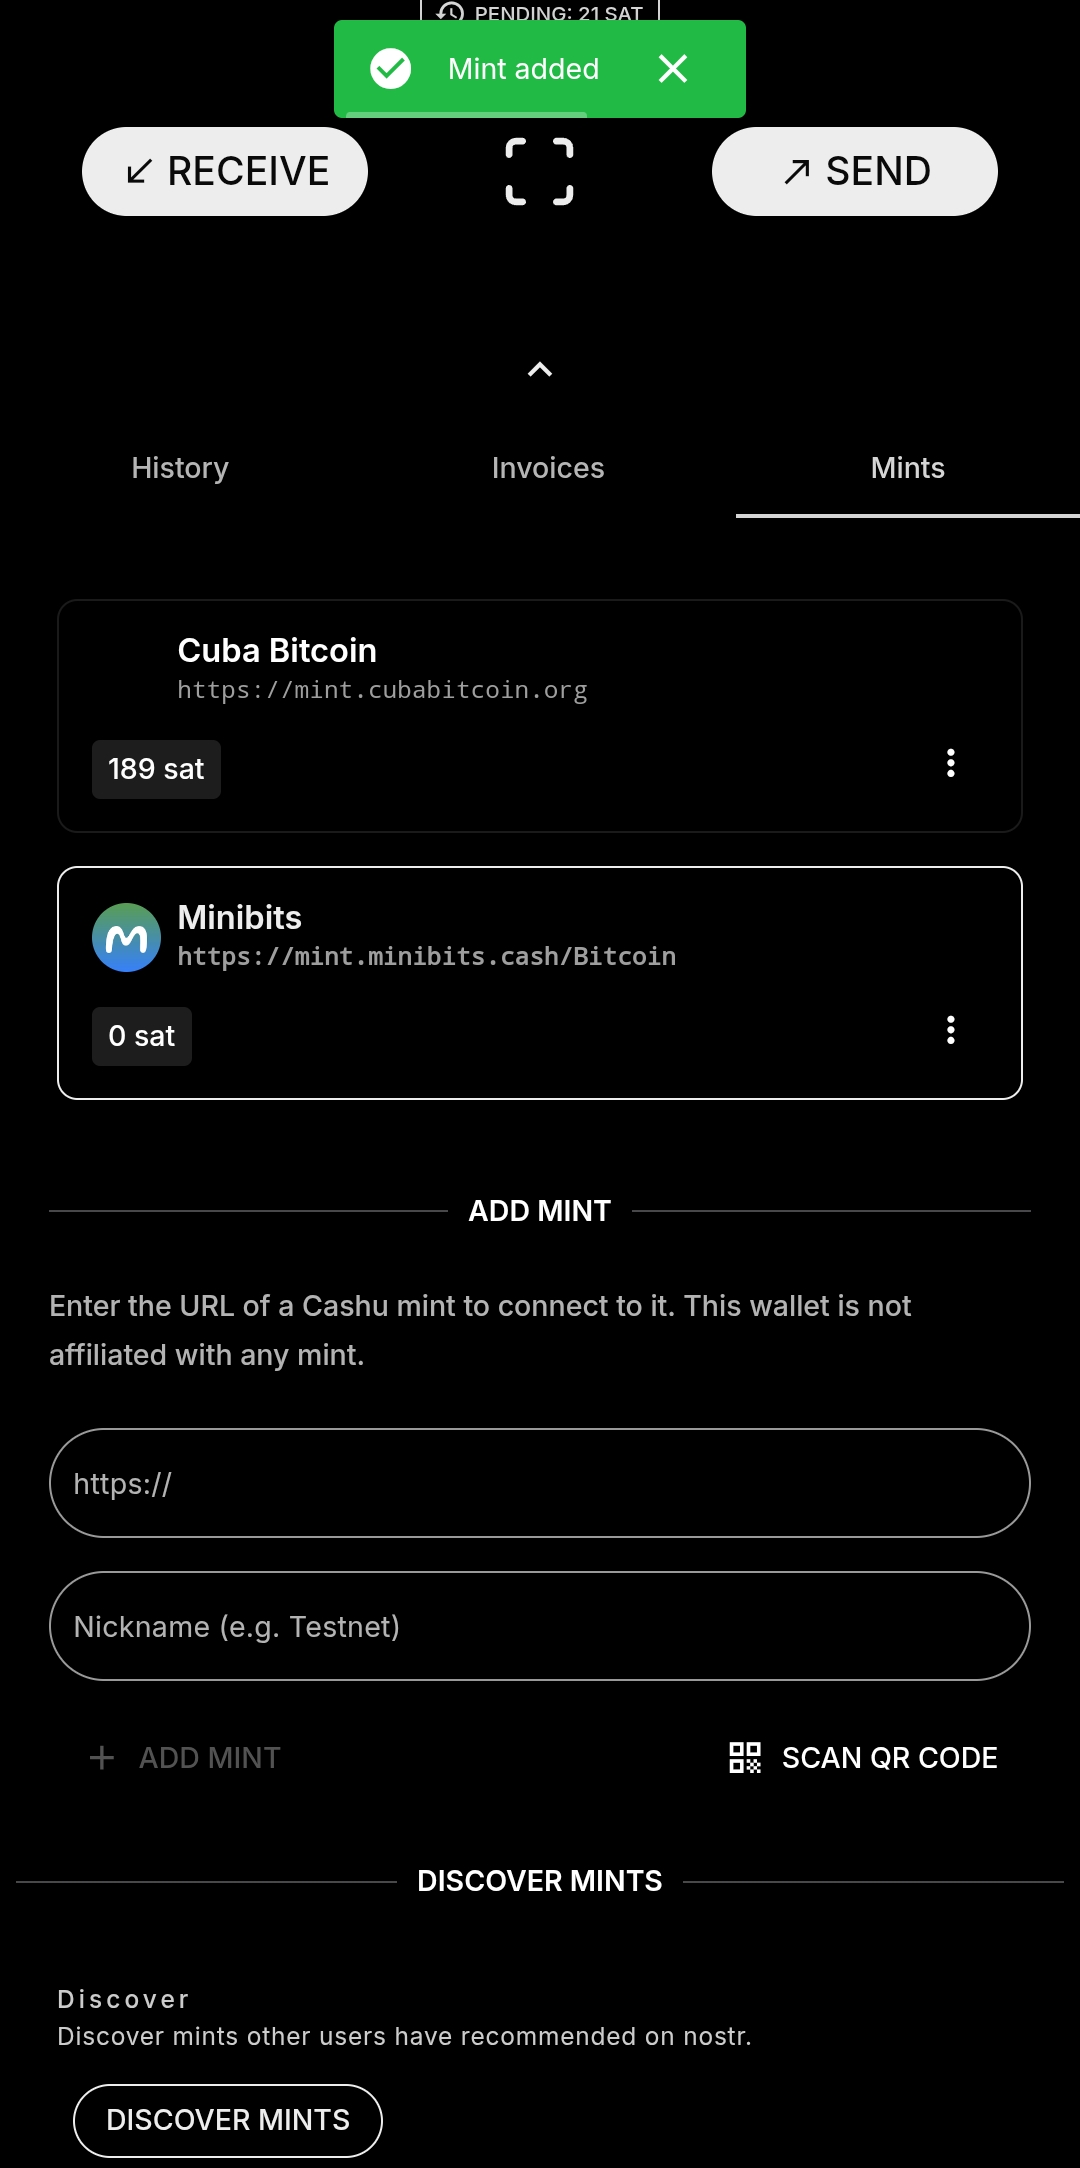 PENDING: 21 SAT
Mint added
RECEIVE
SEND
History
Invoices
Mints
Cuba Bitcoin
https://mint.cubabitcoin.org
189 sat
Minibits
https://mint.minibits.cash/Bitcoin
0 sat
ADD MINT
Enter the URL of a Cashu mint to connect to it. This wallet is not
affiliated with any mint.
https://
Nickname (e.g. Testnet)
ADD MINT
SCAN QR CODE
DISCOVER MINTS
Discover
Discover mints other users have recommended on nostr.
DISCOVER MINTS